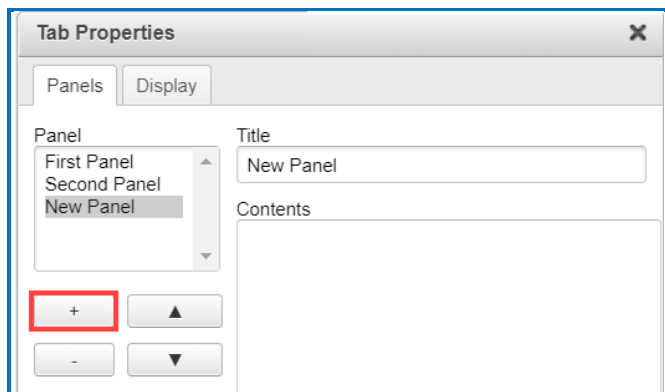 Tab Properties
Panels Display
Panel
First Panel
Second Panel
New Panel
+
-
Title
New Panel
Contents